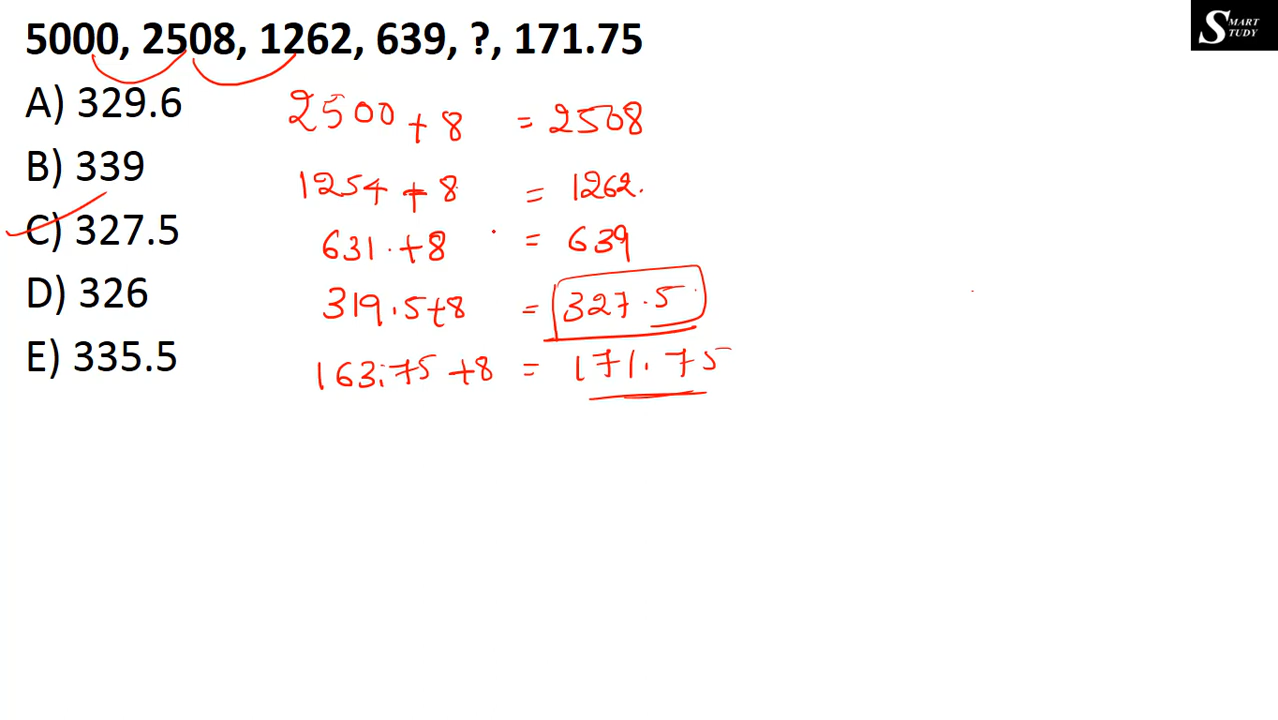 5000, 2508, 1262, 639, ?, 171.75
SMART STUDY
A) 329.6
B) 339
C) 327.5
D) 326
E) 335.5
2500 + 8 = 2508
1254 + 8 = 1262.
631. + 8 = 639
319.5 + 8 = 327.5
163.75 + 8 = 171.75